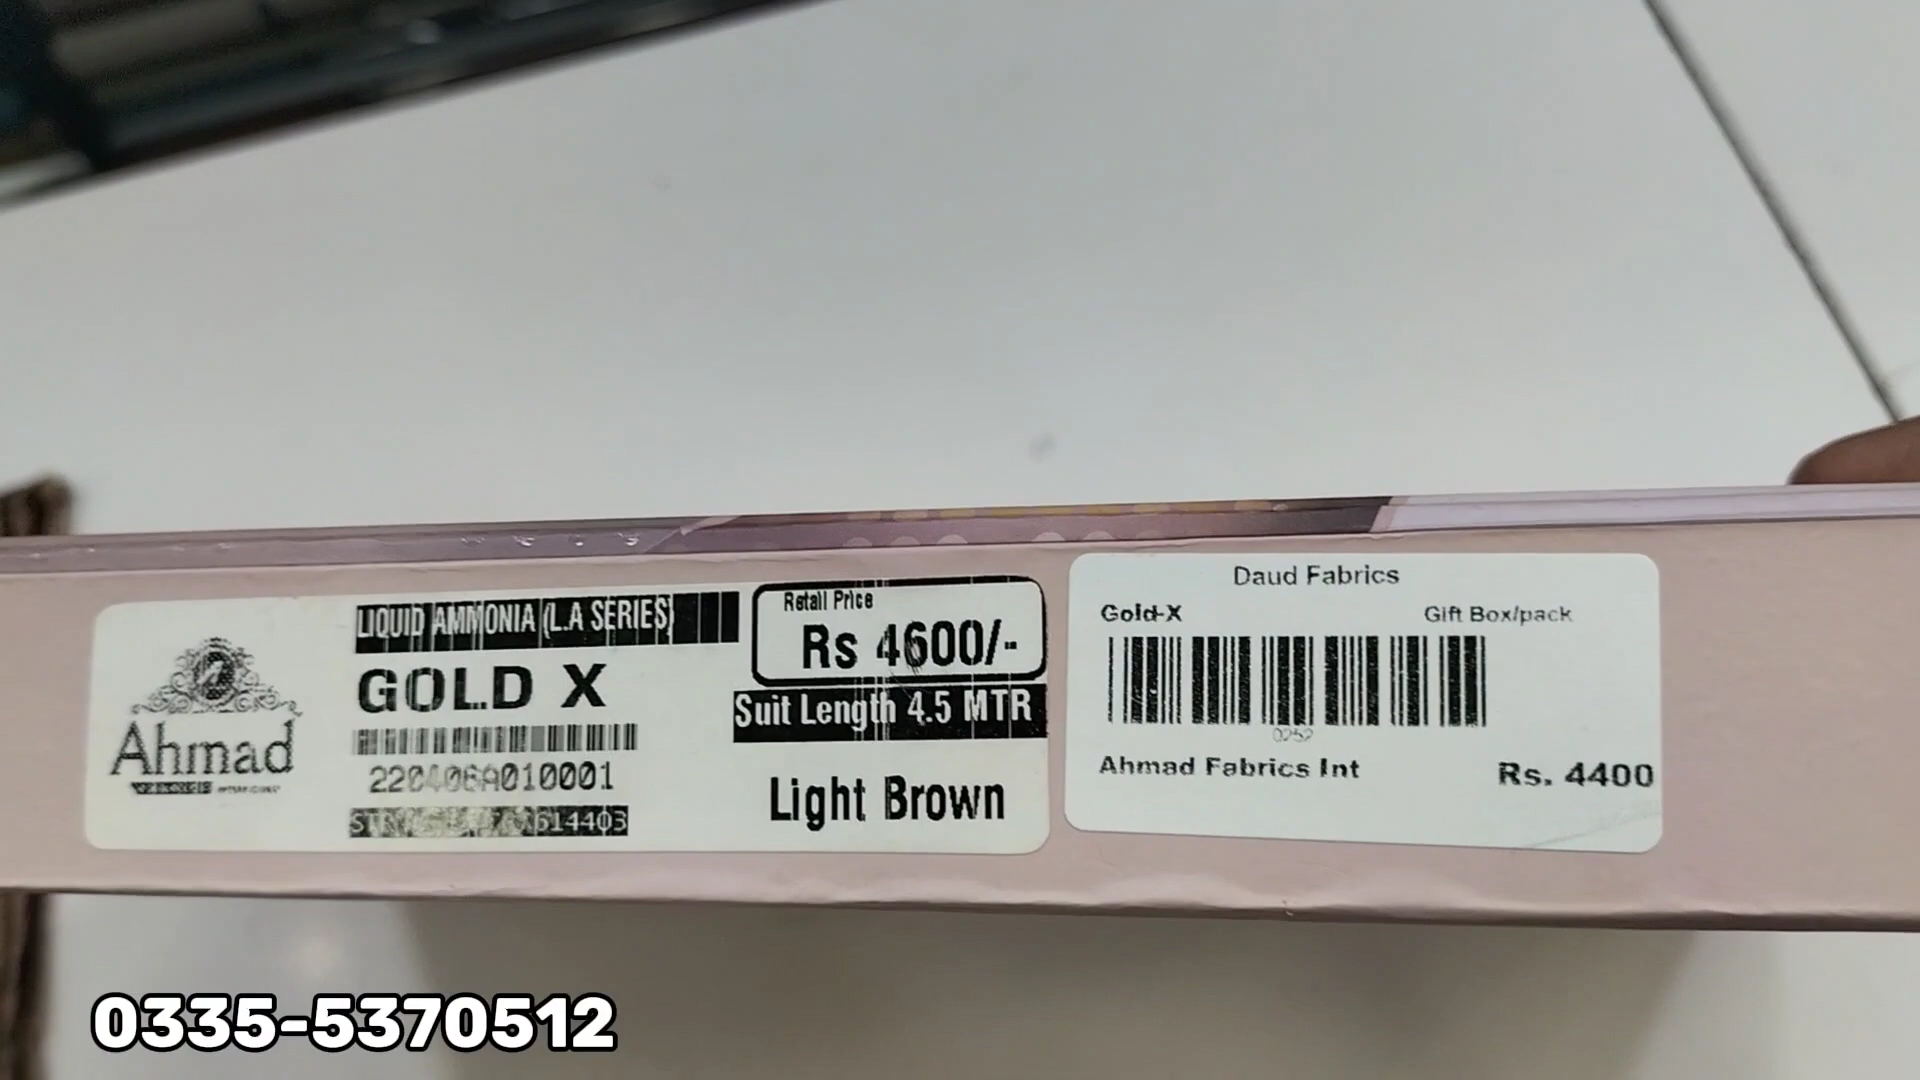 Ahmad
LIQUID AMMONIA (L.A SERIES)
GOLD X
Retail Price
Rs 4600/-
Suit Length 4.5 MTR
Light Brown
Daud Fabrics
Gold-X Gift Box/pack
0252
Ahmad Fabrics Int Rs. 4400
0335-5370512